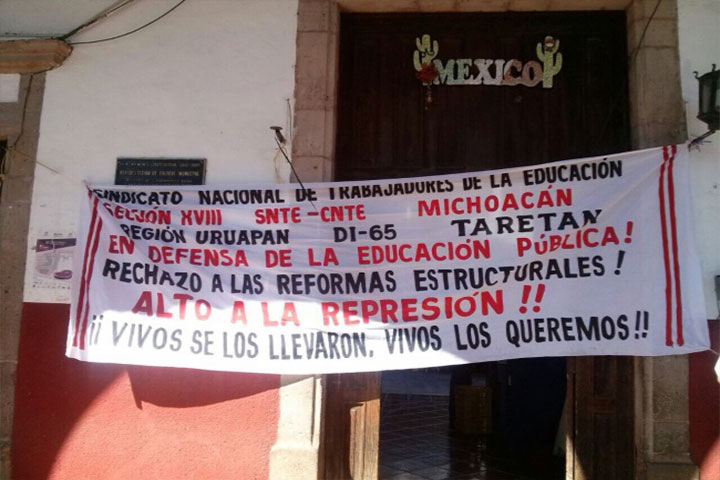 MEXICO
SINDICATO NACIONAL DE TRABAJADORES DE LA EDUCACIÓN
SECCIÓN XVIII SNTE-CNTE MICHOACÁN
REGIÓN URUAPAN DI-65 TARETAN
EN DEFENSA DE LA EDUCACIÓN PÚBLICA!
RECHAZO A LAS REFORMAS ESTRUCTURALES!
ALTO A LA REPRESIÓN!!
¡¡VIVOS SE LOS LLEVARON, VIVOS LOS QUEREMOS!!